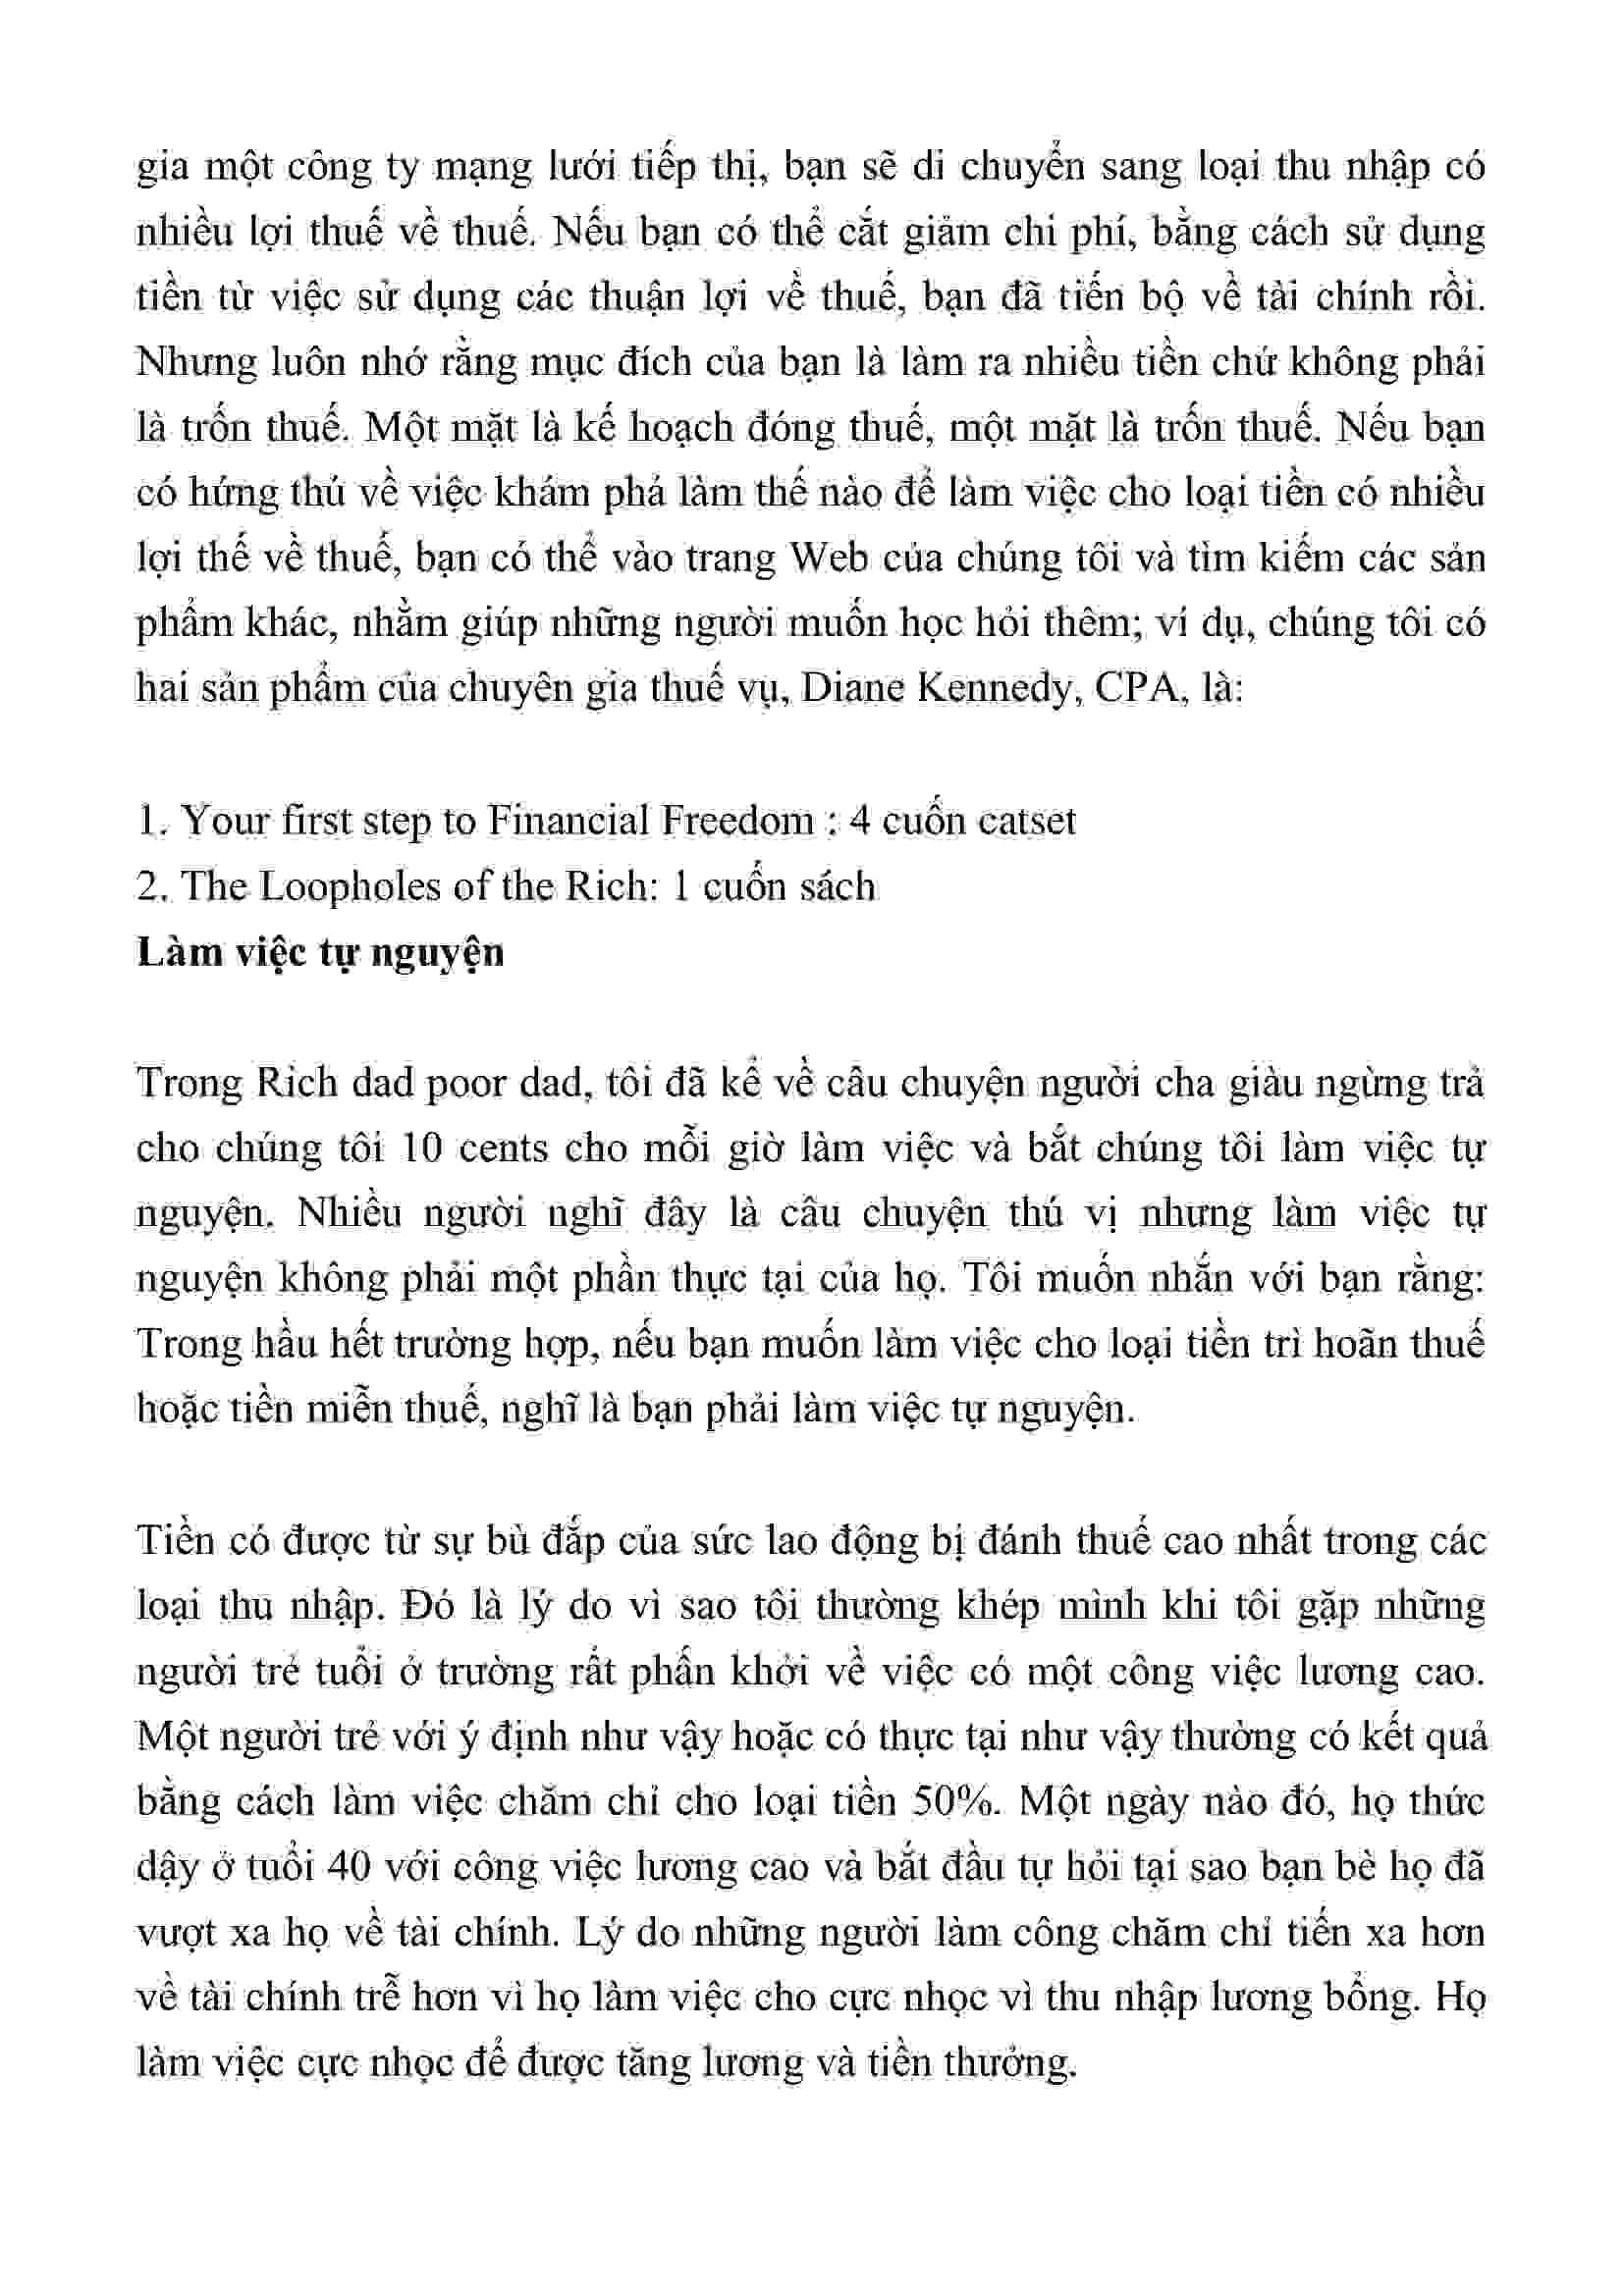 gia một công ty mạng lưới tiếp thị, bạn sẽ di chuyển sang loại thu nhập có
nhiều lợi thuế về thuế. Nếu bạn có thể cắt giảm chi phí, bằng cách sử dụng
tiền từ việc sử dụng các thuận lợi về thuế, bạn đã tiến bộ về tài chính rồi.
Nhưng luôn nhớ rằng mục đích của bạn là làm ra nhiều tiền chứ không phải
là trốn thuế. Một mặt là kế hoạch đóng thuế, một mặt là trốn thuế. Nếu bạn
có hứng thú về việc khám phá làm thế nào để làm việc cho loại tiền có nhiều
lợi thế về thuế, bạn có thể vào trang Web của chúng tôi và tìm kiếm các sản
phẩm khác, nhằm giúp những người muốn học hỏi thêm; ví dụ, chúng tôi có
hai sản phẩm của chuyên gia thuế vụ, Diane Kennedy, CPA, là:
1. Your first step to Financial Freedom : 4 cuốn catset
2. The Loopholes of the Rich: 1 cuốn sách
Làm việc tự nguyện
Trong Rich dad poor dad, tôi đã kể về câu chuyện người cha giàu ngừng trả
cho chúng tôi 10 cents cho mỗi giờ làm việc và bắt chúng tôi làm việc tự
nguyện. Nhiều người nghĩ đây là câu chuyện thú vị nhưng làm việc tự
nguyện không phải một phần thực tại của họ. Tôi muốn nhắn với bạn rằng:
Trong hầu hết trường hợp, nếu bạn muốn làm việc cho loại tiền trì hoãn thuế
hoặc tiền miễn thuế, nghĩ là bạn phải làm việc tự nguyện.
Tiền có được từ sự bù đắp của sức lao động bị đánh thuế cao nhất trong các
loại thu nhập. Đó là lý do vì sao tôi thường khép mình khi tôi gặp những
người trẻ tuổi ở trường rất phấn khởi về việc có một công việc lương cao.
Một người trẻ với ý định như vậy hoặc có thực tại như vậy thường có kết quả
bằng cách làm việc chăm chỉ cho loại tiền 50%. Một ngày nào đó, họ thức
dậy ở tuổi 40 với công việc lương cao và bắt đầu tự hỏi tại sao bạn bè họ đã
vượt xa họ về tài chính. Lý do những người làm công chăm chỉ tiến xa hơn
về tài chính trễ hơn vì họ làm việc cho cực nhọc vì thu nhập lương bổng. Họ
làm việc cực nhọc để được tăng lương và tiền thưởng.